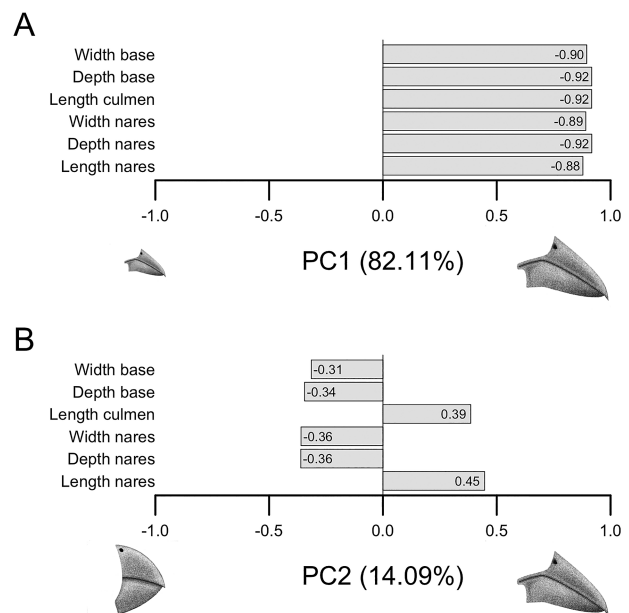 A
Width base -0.90
Depth base -0.92
Length culmen -0.92
Width nares -0.89
Depth nares -0.92
Length nares -0.88
-1.0 -0.5 0.0 0.5 1.0
PC1 (82.11%)
B
Width base -0.31
Depth base -0.34
Length culmen 0.39
Width nares -0.36
Depth nares -0.36
Length nares 0.45
-1.0 -0.5 0.0 0.5 1.0
PC2 (14.09%)